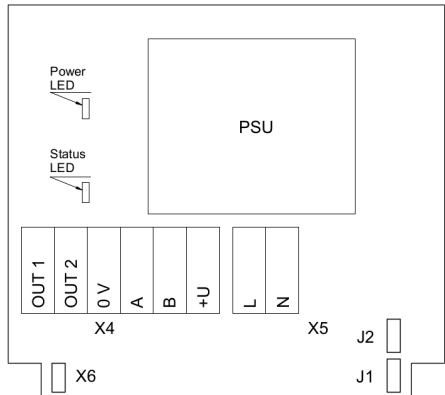 Power
LED
PSU
Status
LED
OUT 1
OUT 2
0 V
A
B
+U
L
N
X4
X5
J2
X6
J1